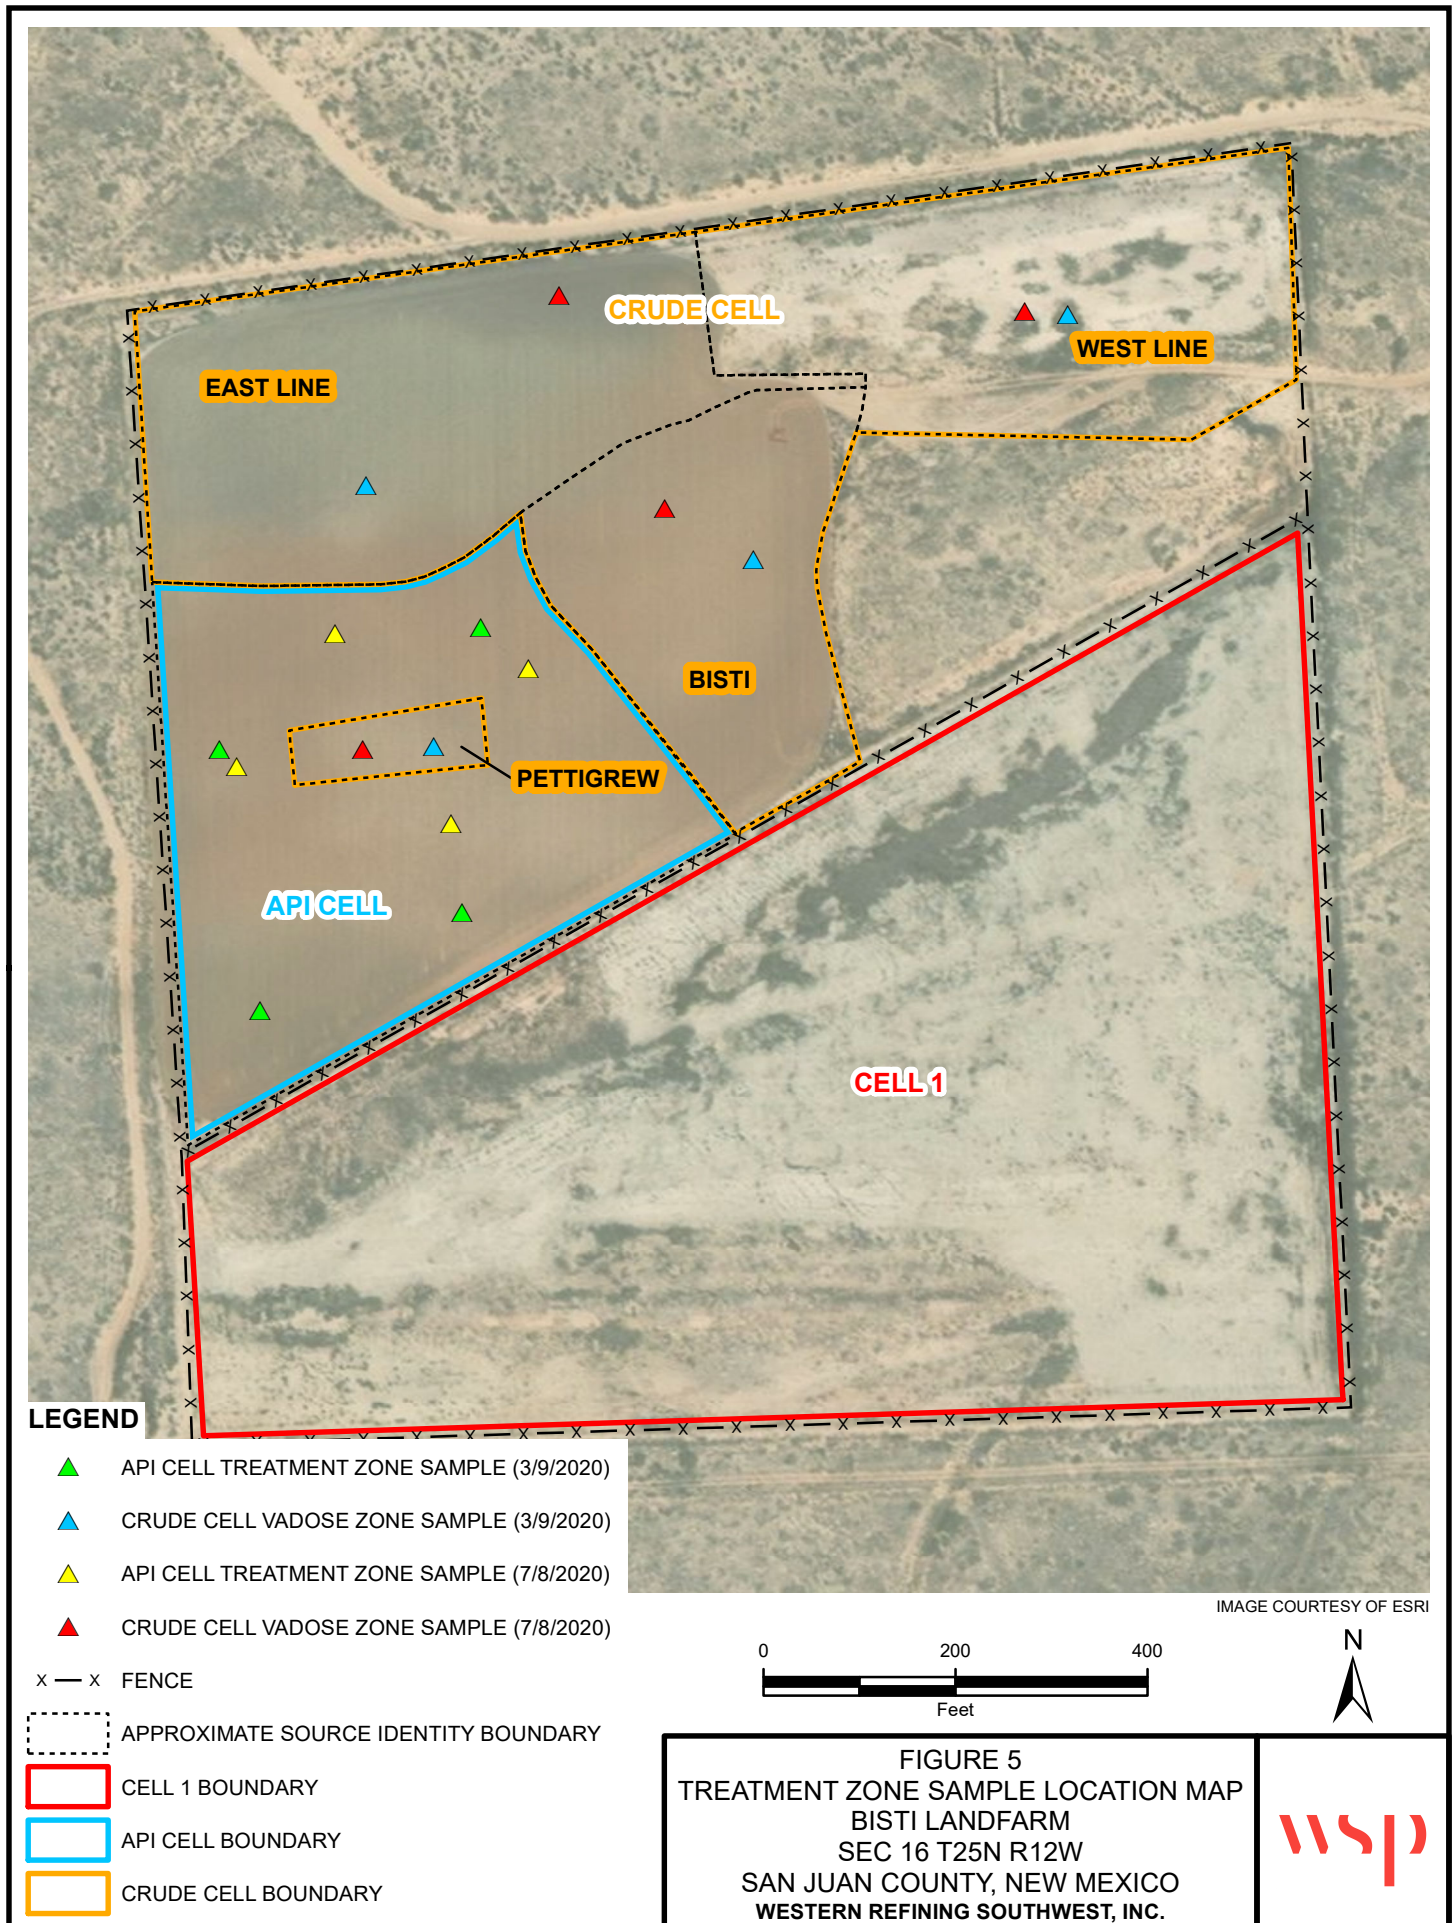 CRUDE CELL
WEST LINE
EAST LINE
BISTI
PETTIGREW
API CELL
CELL 1
LEGEND
API CELL TREATMENT ZONE SAMPLE (3/9/2020)
CRUDE CELL VADOSE ZONE SAMPLE (3/9/2020)
API CELL TREATMENT ZONE SAMPLE (7/8/2020)
CRUDE CELL VADOSE ZONE SAMPLE (7/8/2020)
X — X FENCE
APPROXIMATE SOURCE IDENTITY BOUNDARY
CELL 1 BOUNDARY
API CELL BOUNDARY
CRUDE CELL BOUNDARY
IMAGE COURTESY OF ESRI
0 200 400
Feet
N
FIGURE 5
TREATMENT ZONE SAMPLE LOCATION MAP
BISTI LANDFARM
SEC 16 T25N R12W
SAN JUAN COUNTY, NEW MEXICO
WESTERN REFINING SOUTHWEST, INC.
wsp